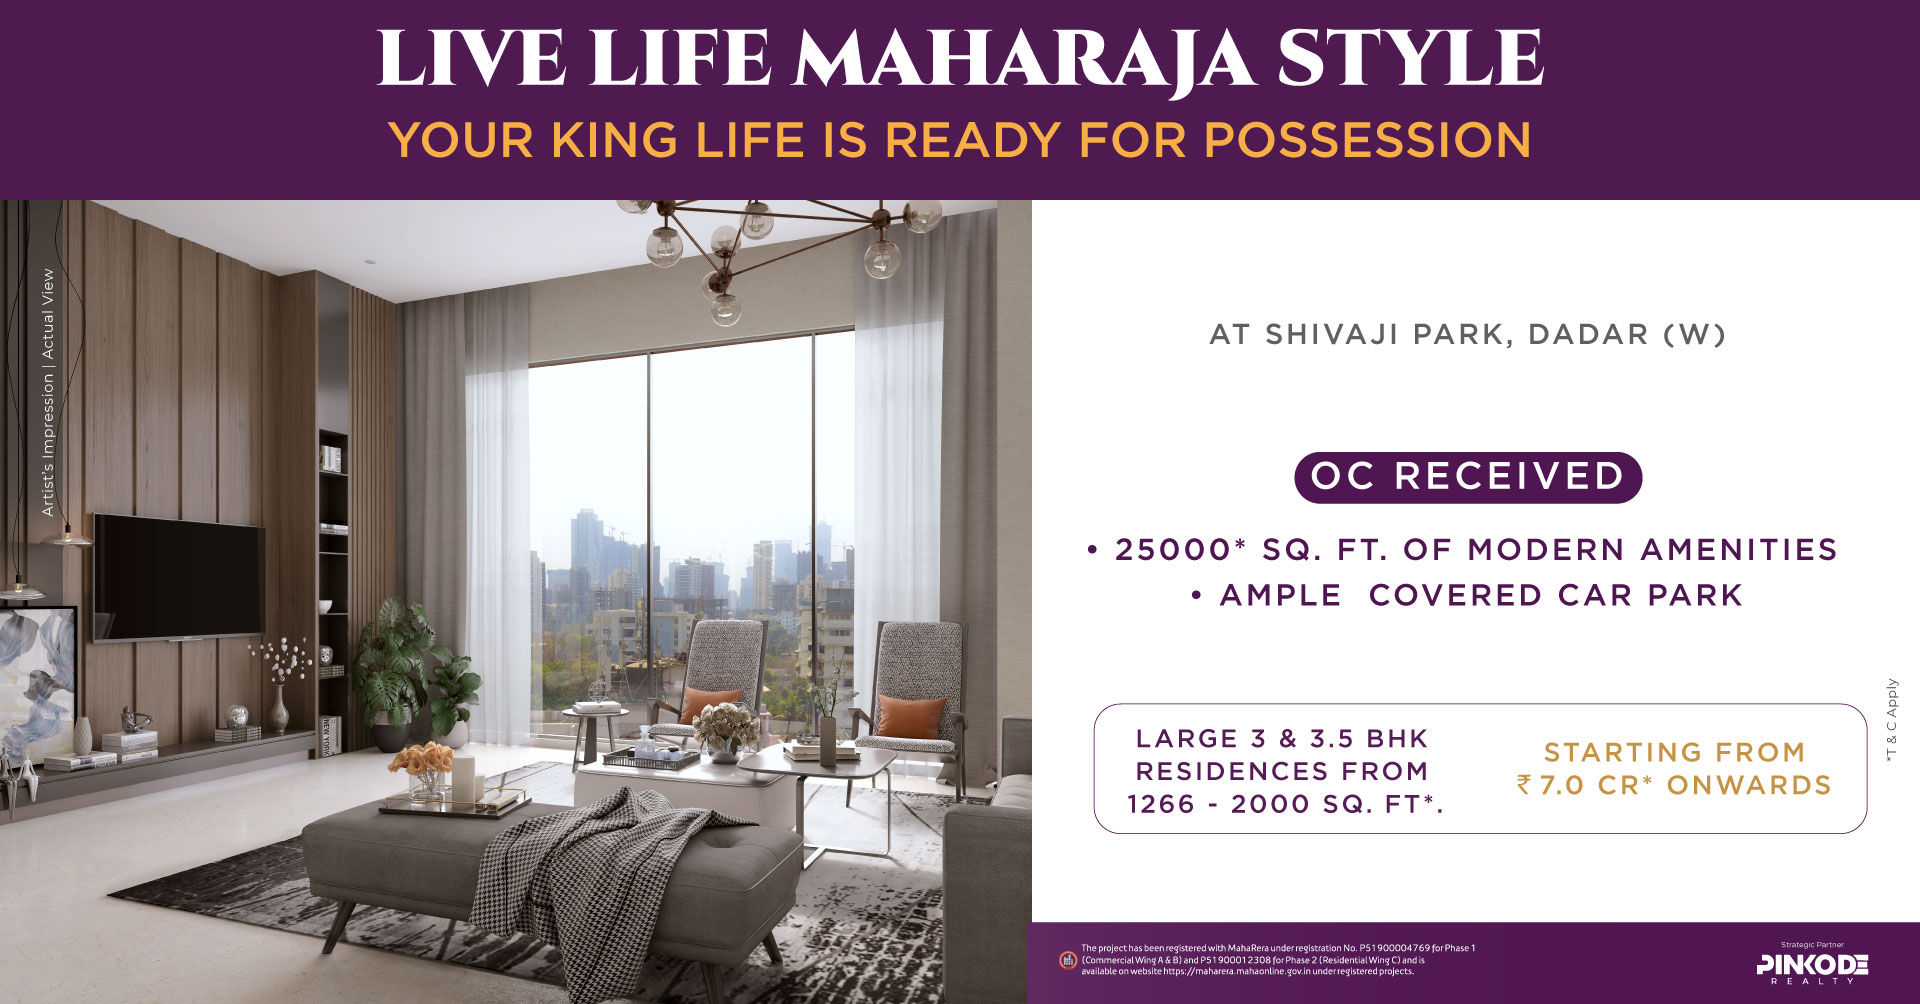 LIVE LIFE MAHARAJA STYLE
YOUR KING LIFE IS READY FOR POSSESSION
Artist's Impression | Actual View
AT SHIVAJI PARK, DADAR (W)
OC RECEIVED
• 25000* SQ. FT. OF MODERN AMENITIES
• AMPLE COVERED CAR PARK
LARGE 3 & 3.5 BHK
RESIDENCES FROM
1266 - 2000 SQ. FT*.
STARTING FROM
₹ 7.0 CR* ONWARDS
*T & C Apply
The project has been registered with MahaRera under registration No. P51900004769 for Phase 1
(Commercial Wing A & B) and P51900012308 for Phase 2 (Residential Wing C) and is
available on website https://maharera.mahaonline.gov.in under registered projects.
Strategic Partner
PINKODE
REALTY